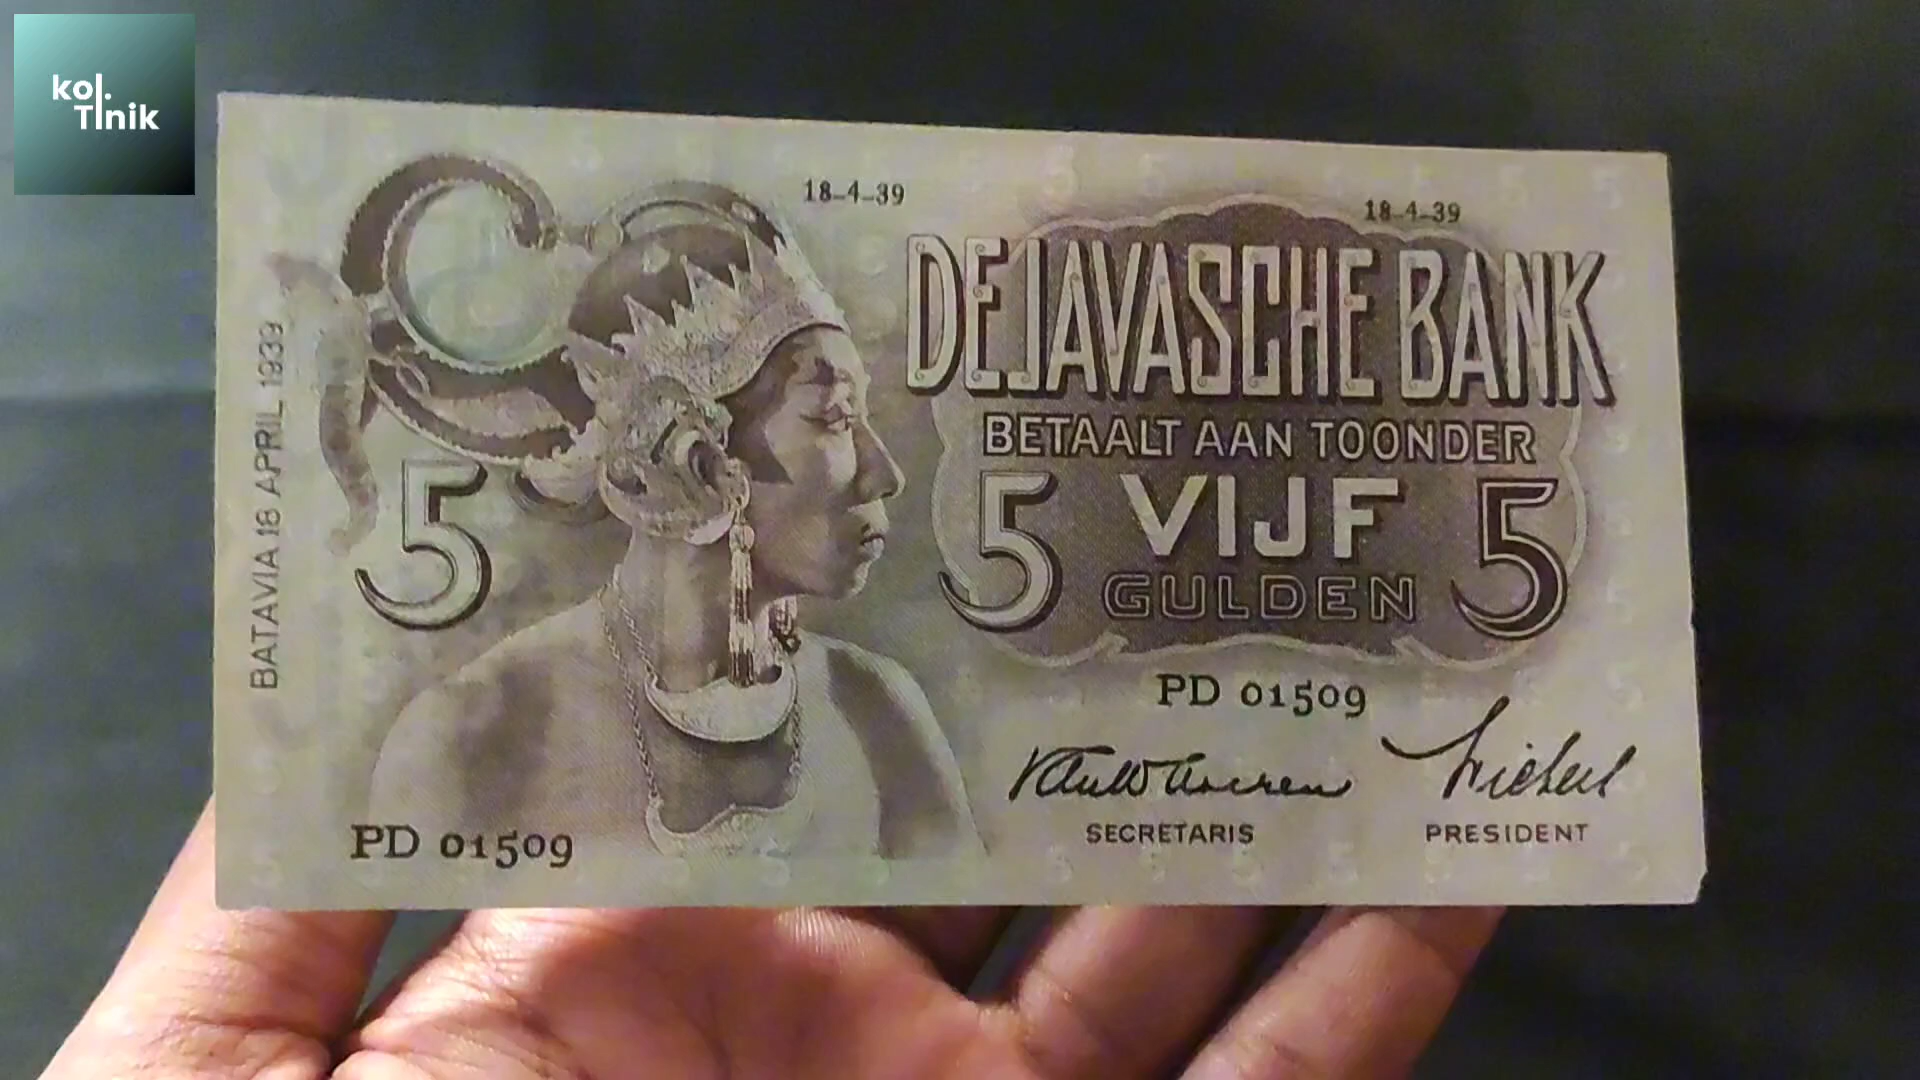 kol.
TInik
18-4-39
18-4-39
DE JAVASCHE BANK
BETAALT AAN TOONDER
5 VIJF 5
GULDEN
5
BATAVIA 18 APRIL 1939
PD 01509
PD 01509
SECRETARIS
PRESIDENT